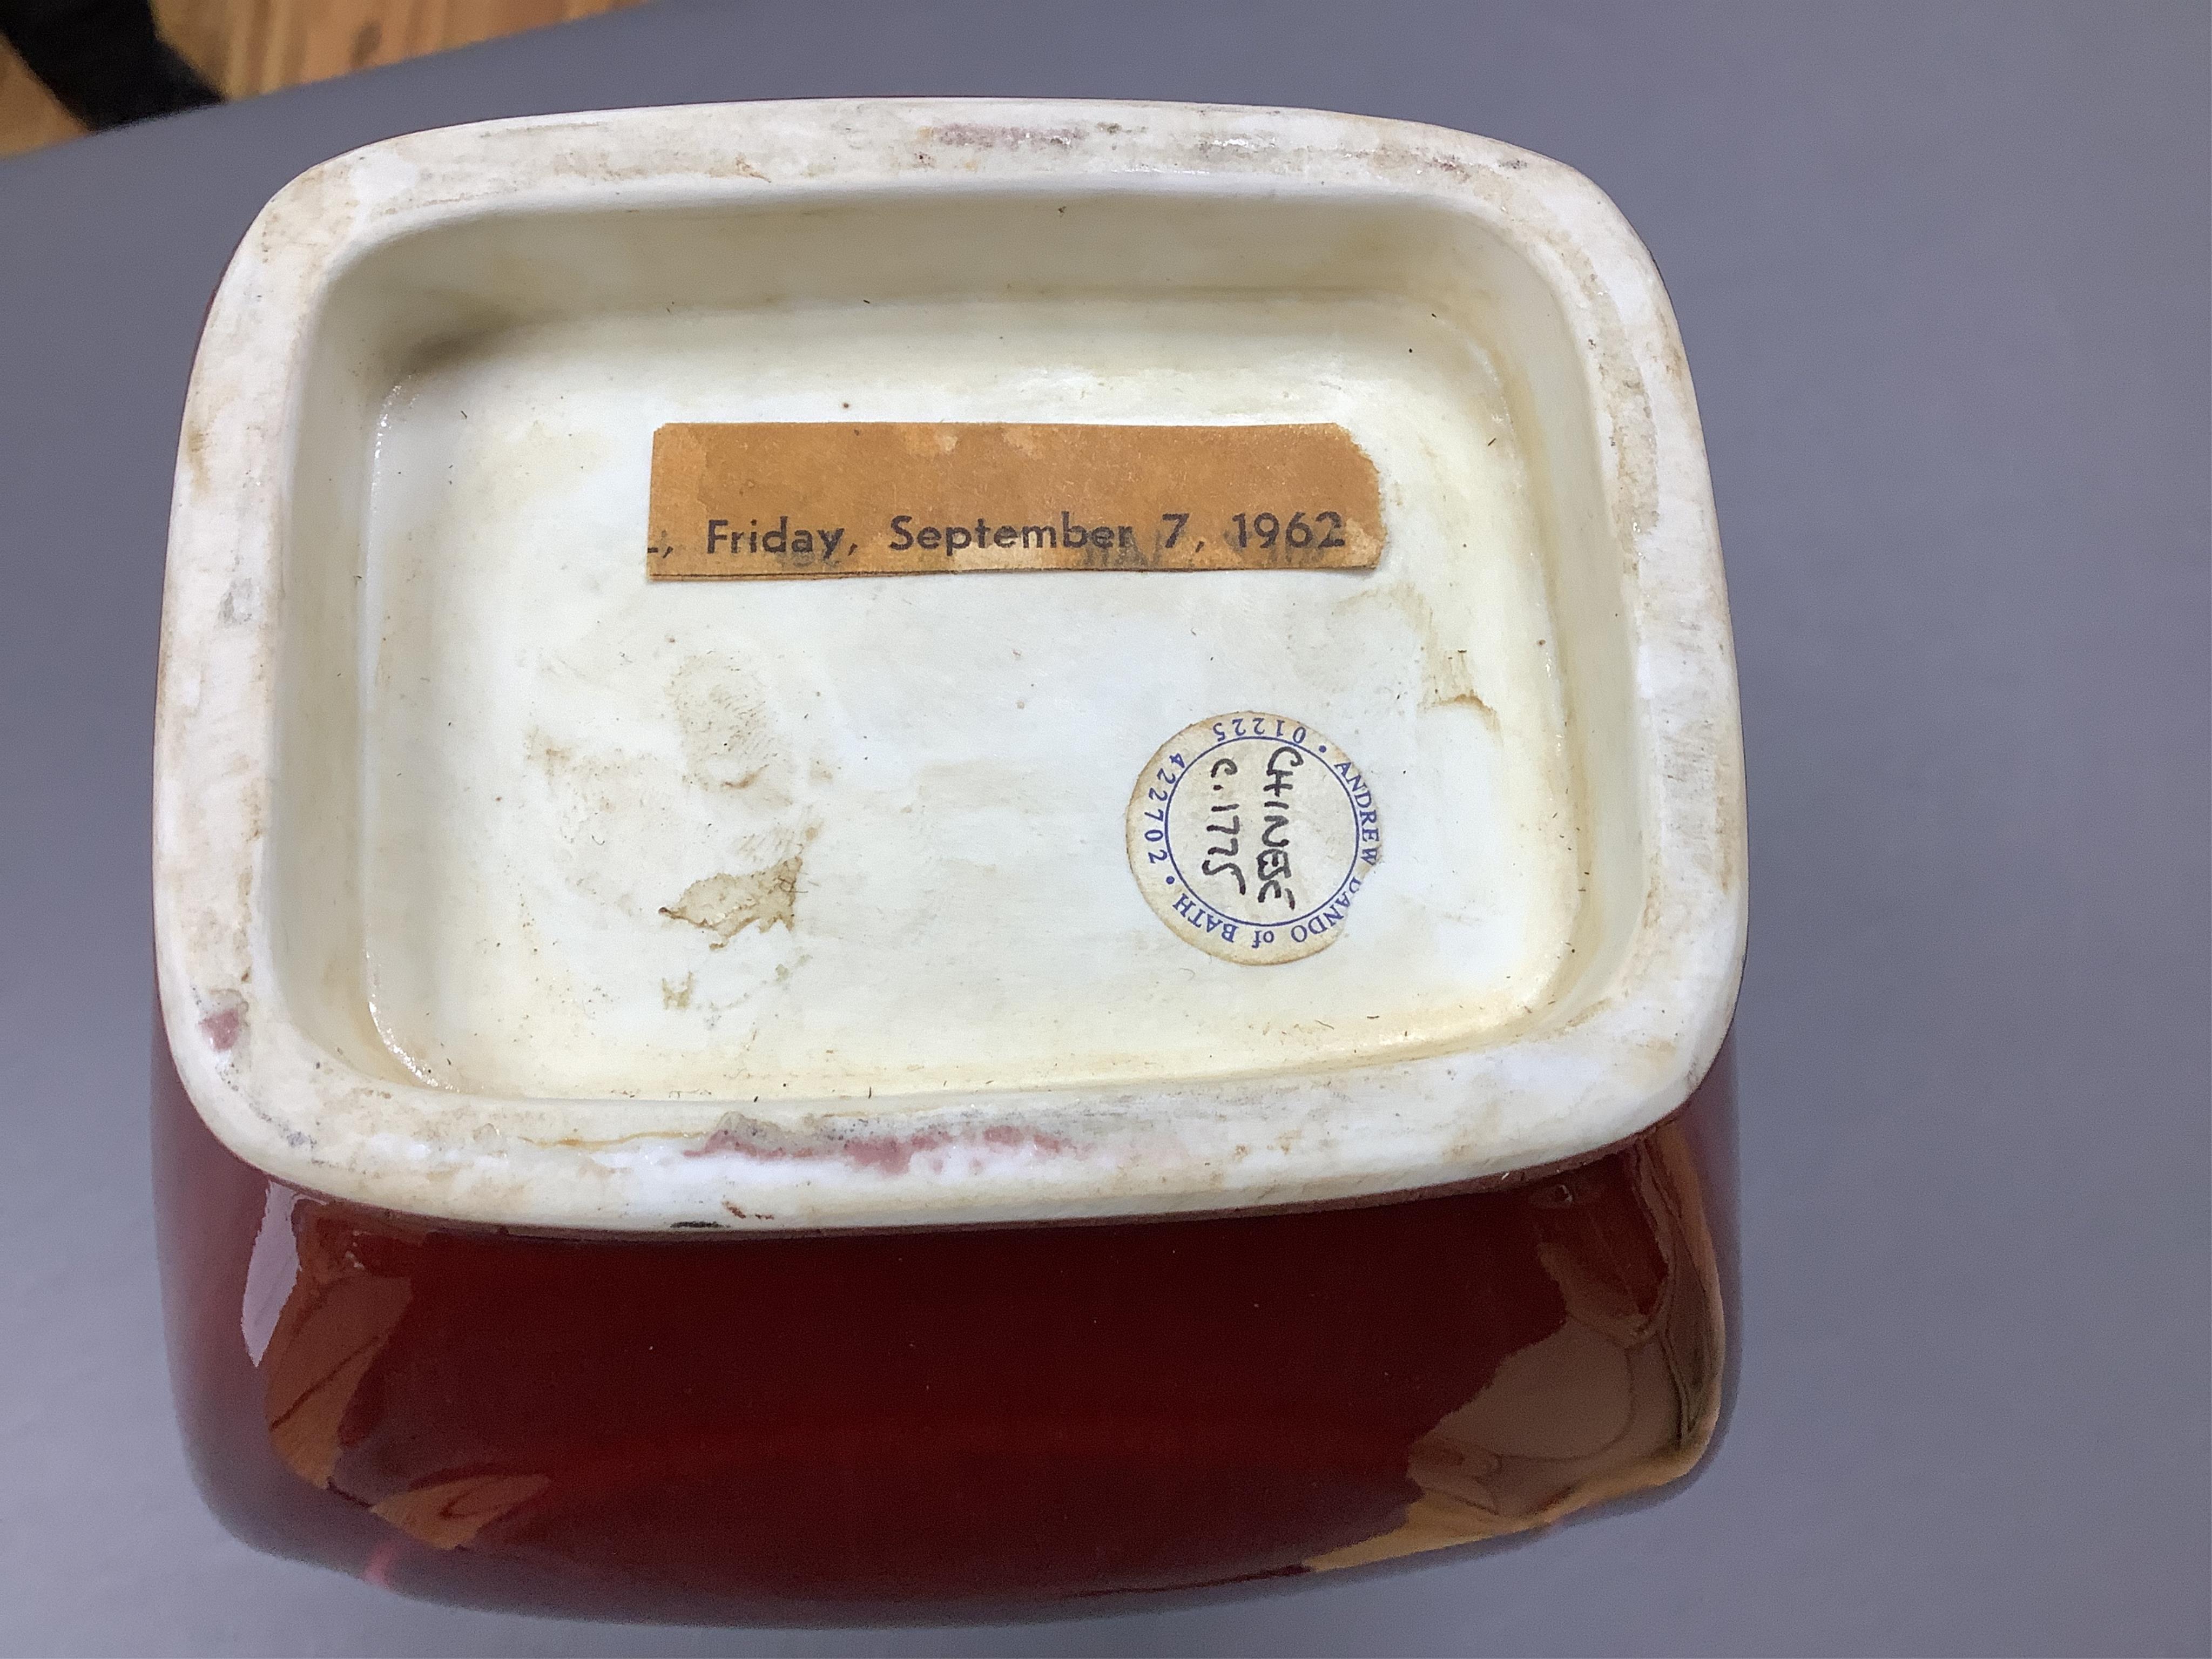 , Friday, September 7, 1962
• ANDREW DANDO of BATH •
01225 422702
CHINESE
C.1775